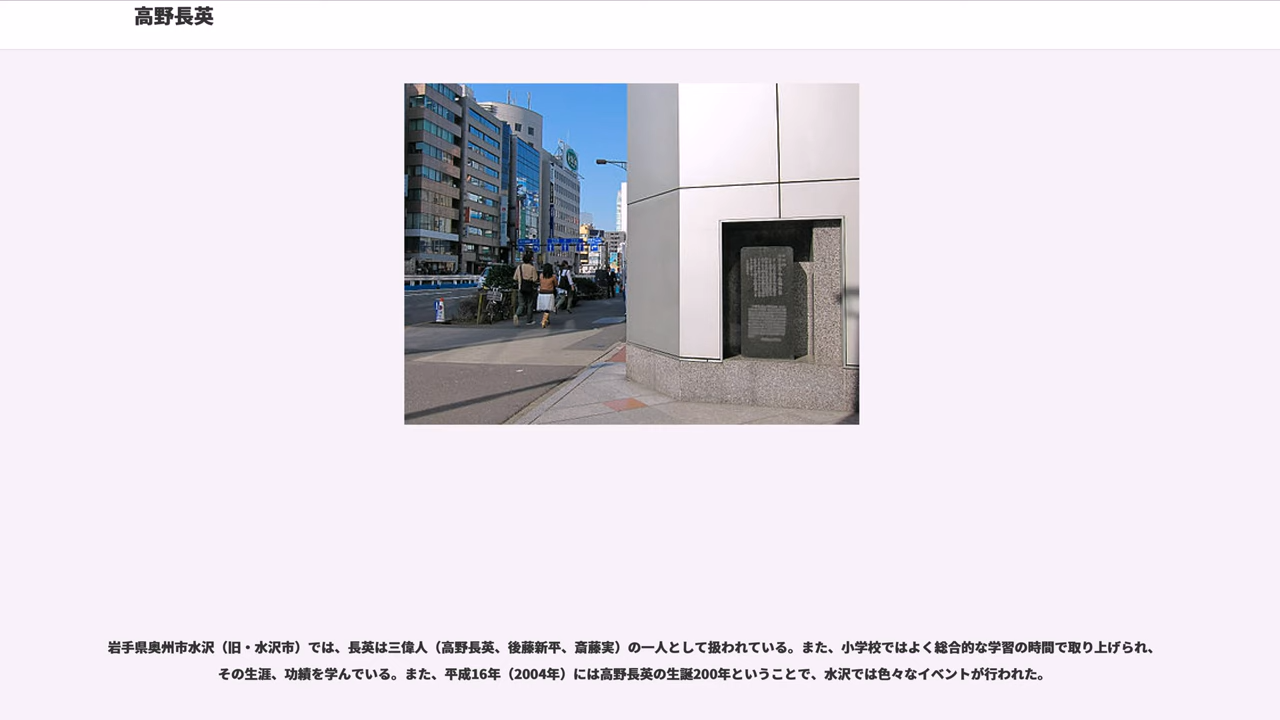 高野長英
岩手県奥州市水沢（旧・水沢市）では、長英は三偉人（高野長英、後藤新平、斎藤実）の一人として扱われている。また、小学校ではよく総合的な学習の時間で取り上げられ、
その生涯、功績を学んでいる。また、平成16年（2004年）には高野長英の生誕200年ということで、水沢では色々なイベントが行われた。